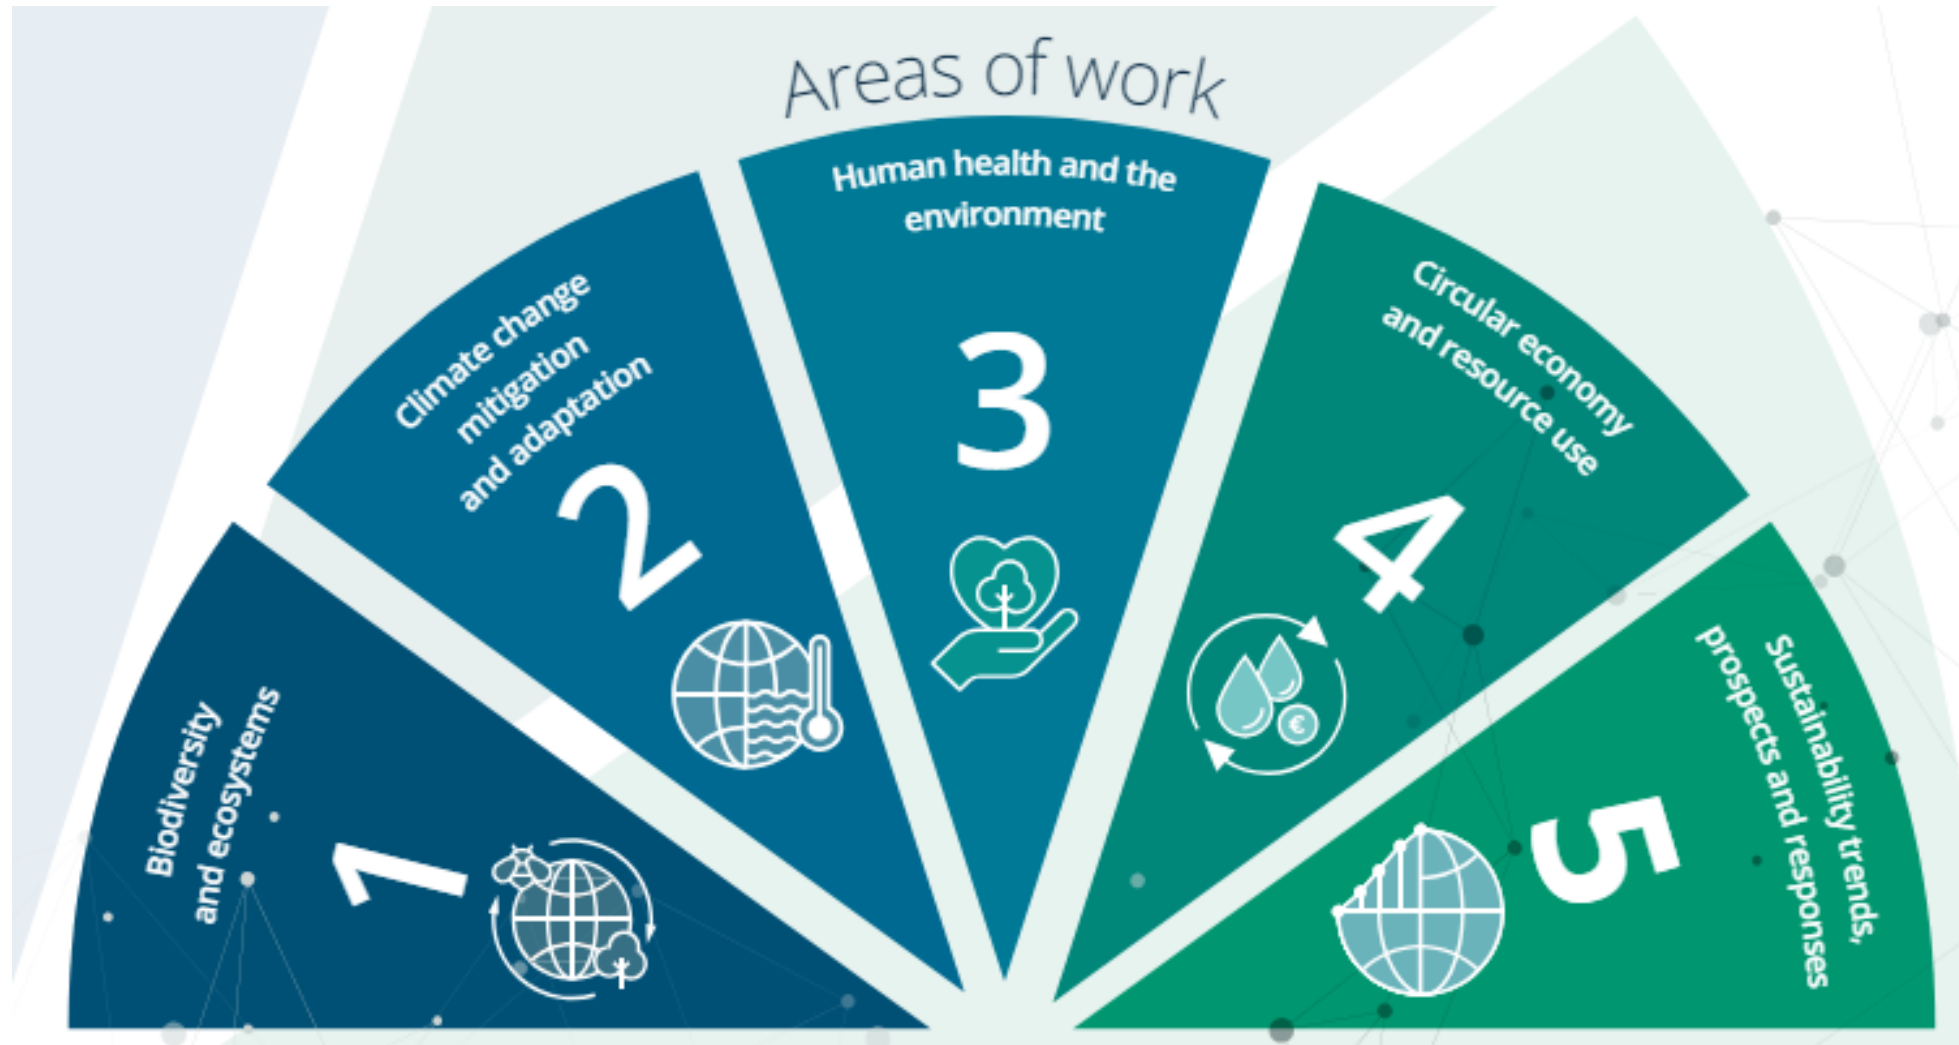 Areas of work
Biodiversity
and ecosystems
1
Climate change
mitigation
and adaptation
2
Human health and the
environment
3
Circular economy
and resource use
4
€
Sustainability trends,
prospects and responses
5